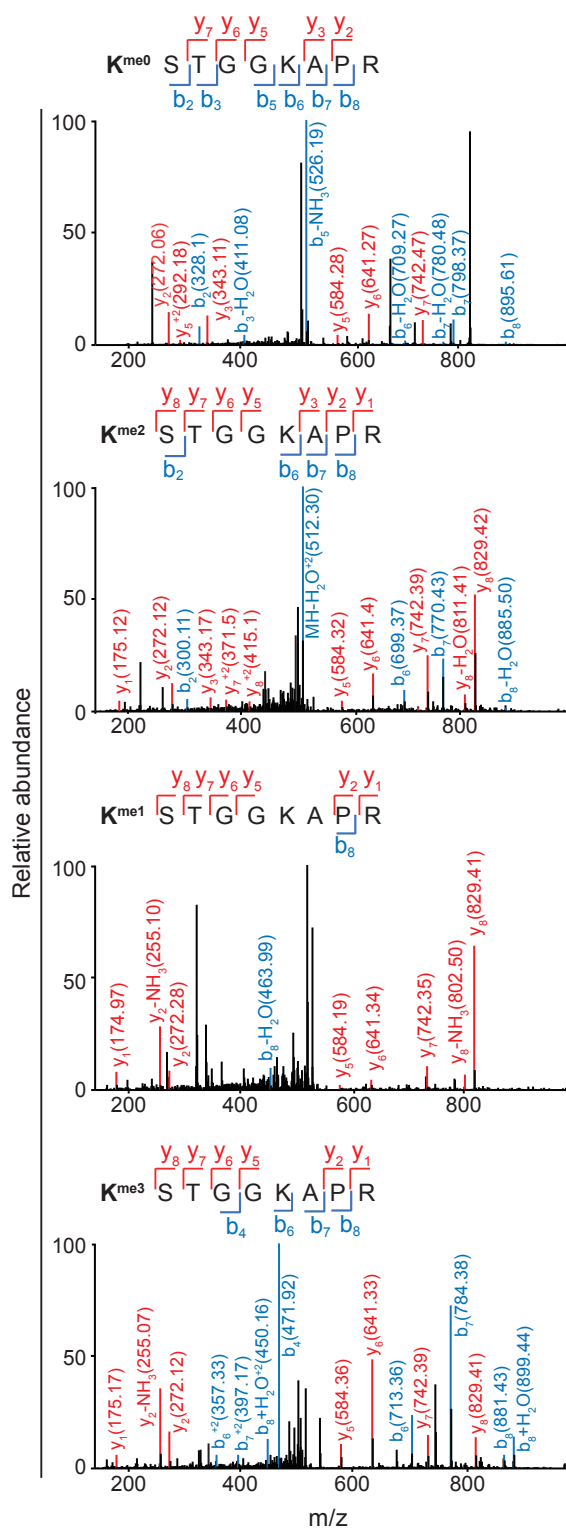 y7 y6 y5 y3 y2
Kme0 S T G G K A P R
b2 b3 b5 b6 b7 b8
100
50
0
y2(272.06)
y5+2(292.18)
b2(328.1)
y3(343.11)
b3-H2O(411.08)
b5-NH3(526.19)
y5(584.28)
y6(641.27)
b6-H2O(709.27)
y7(742.47)
b7-H2O(780.48)
b7(798.37)
b8(895.61)
200 400 600 800
y8 y7 y6 y5 y3 y2 y1
Kme2 S T G G K A P R
b2 b6 b7 b8
100
50
0
y1(175.12)
y2(272.12)
b2(300.11)
y3(343.17)
y7+2(371.5)
y8+2(415.1)
MH-H2O+2(512.30)
y5(584.32)
y6(641.4)
b6(699.37)
y7(742.39)
b7(770.43)
y8-H2O(811.41)
y8(829.42)
b8-H2O(885.50)
200 400 600 800
Relative abundance
y8 y7 y6 y5 y2 y1
Kme1 S T G G K A P R
b8
100
50
0
y1(174.97)
y2-NH3(255.10)
y2(272.28)
b8-H2O(463.99)
y5(584.19)
y6(641.34)
y7(742.35)
y8-NH3(802.50)
y8(829.41)
200 400 600 800
y8 y7 y6 y5 y2 y1
Kme3 S T G G K A P R
b4 b6 b7 b8
100
50
0
y1(175.17)
y2-NH3(255.07)
y2(272.12)
b6+2(357.33)
b7+2(397.17)
b8+H2O+2(450.16)
b4(471.92)
y5(584.36)
y6(641.33)
b6(713.36)
y7(742.39)
b7(784.38)
y8(829.41)
b8(881.43)
b8+H2O(899.44)
200 400 600 800
m/z